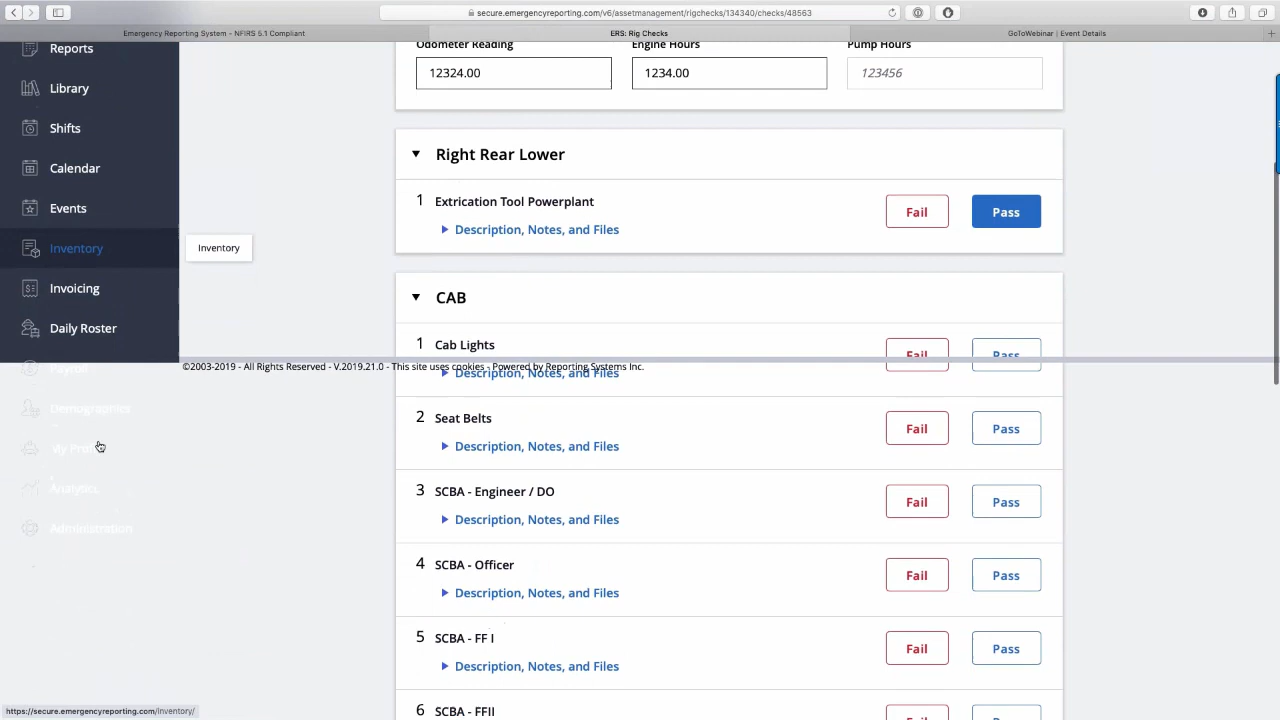 secure.emergencyreporting.com/v6/assetmanagement/rigchecks/134340/checks/48563
Emergency Reporting System - NFIRS 5.1 Compliant
ERS: Rig Checks
GoToWebinar | Event Details
Reports
Library
Shifts
Calendar
Events
Inventory
Inventory
Invoicing
Daily Roster
Payroll
Demographics
Analytics
Administration
Odometer Reading
Engine Hours
Pump Hours
12324.00
1234.00
123456
Right Rear Lower
1 Extrication Tool Powerplant
Fail
Pass
Description, Notes, and Files
CAB
1 Cab Lights
Fail
Pass
©2003-2019 - All Rights Reserved - V.2019.21.0 - This site uses cookies - Powered by Reporting Systems Inc.
Description, Notes, and Files
2 Seat Belts
Fail
Pass
Description, Notes, and Files
3 SCBA - Engineer / DO
Fail
Pass
Description, Notes, and Files
4 SCBA - Officer
Fail
Pass
Description, Notes, and Files
5 SCBA - FF I
Fail
Pass
Description, Notes, and Files
6 SCBA - FFII
Fail
Pass
https://secure.emergencyreporting.com/Inventory/